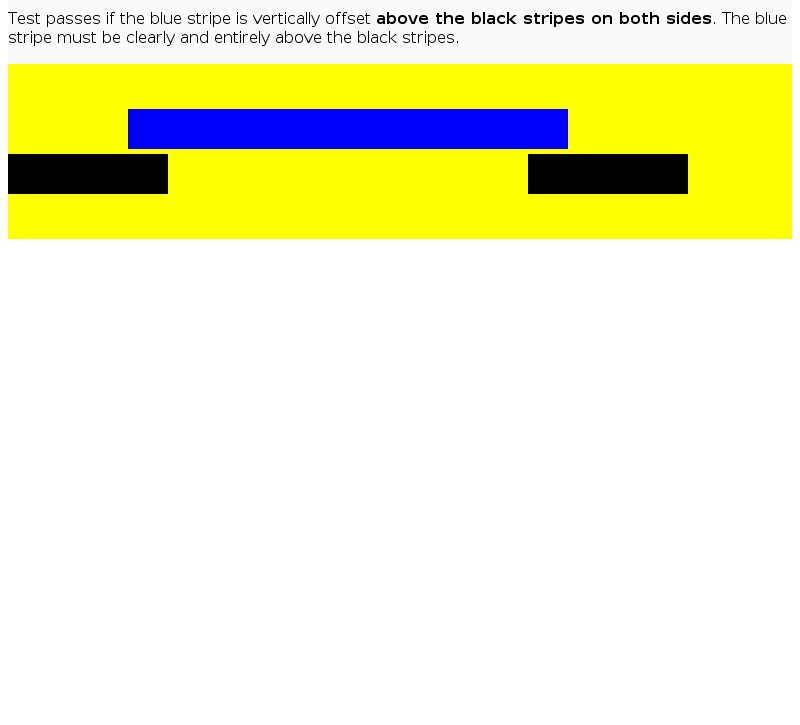 Test passes if the blue stripe is vertically offset above the black stripes on both sides. The blue
stripe must be clearly and entirely above the black stripes.